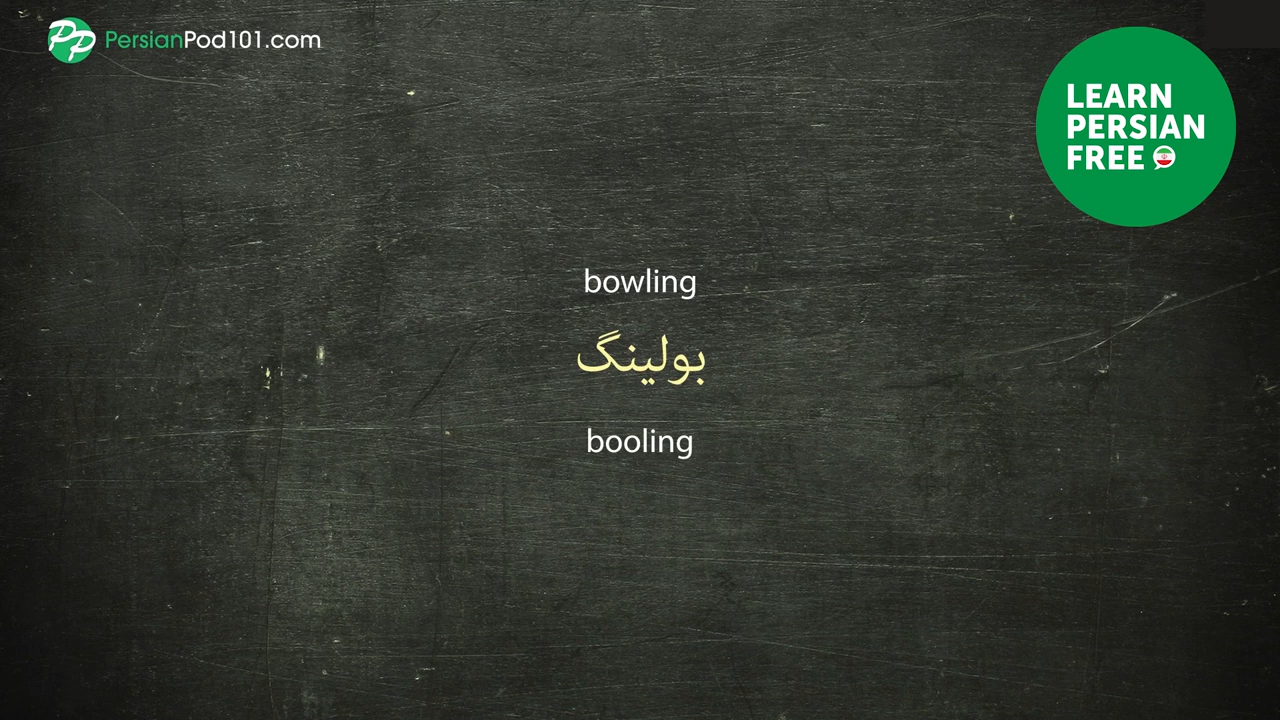 PersianPod101.com
LEARN
PERSIAN
FREE
bowling
بولینگ
booling